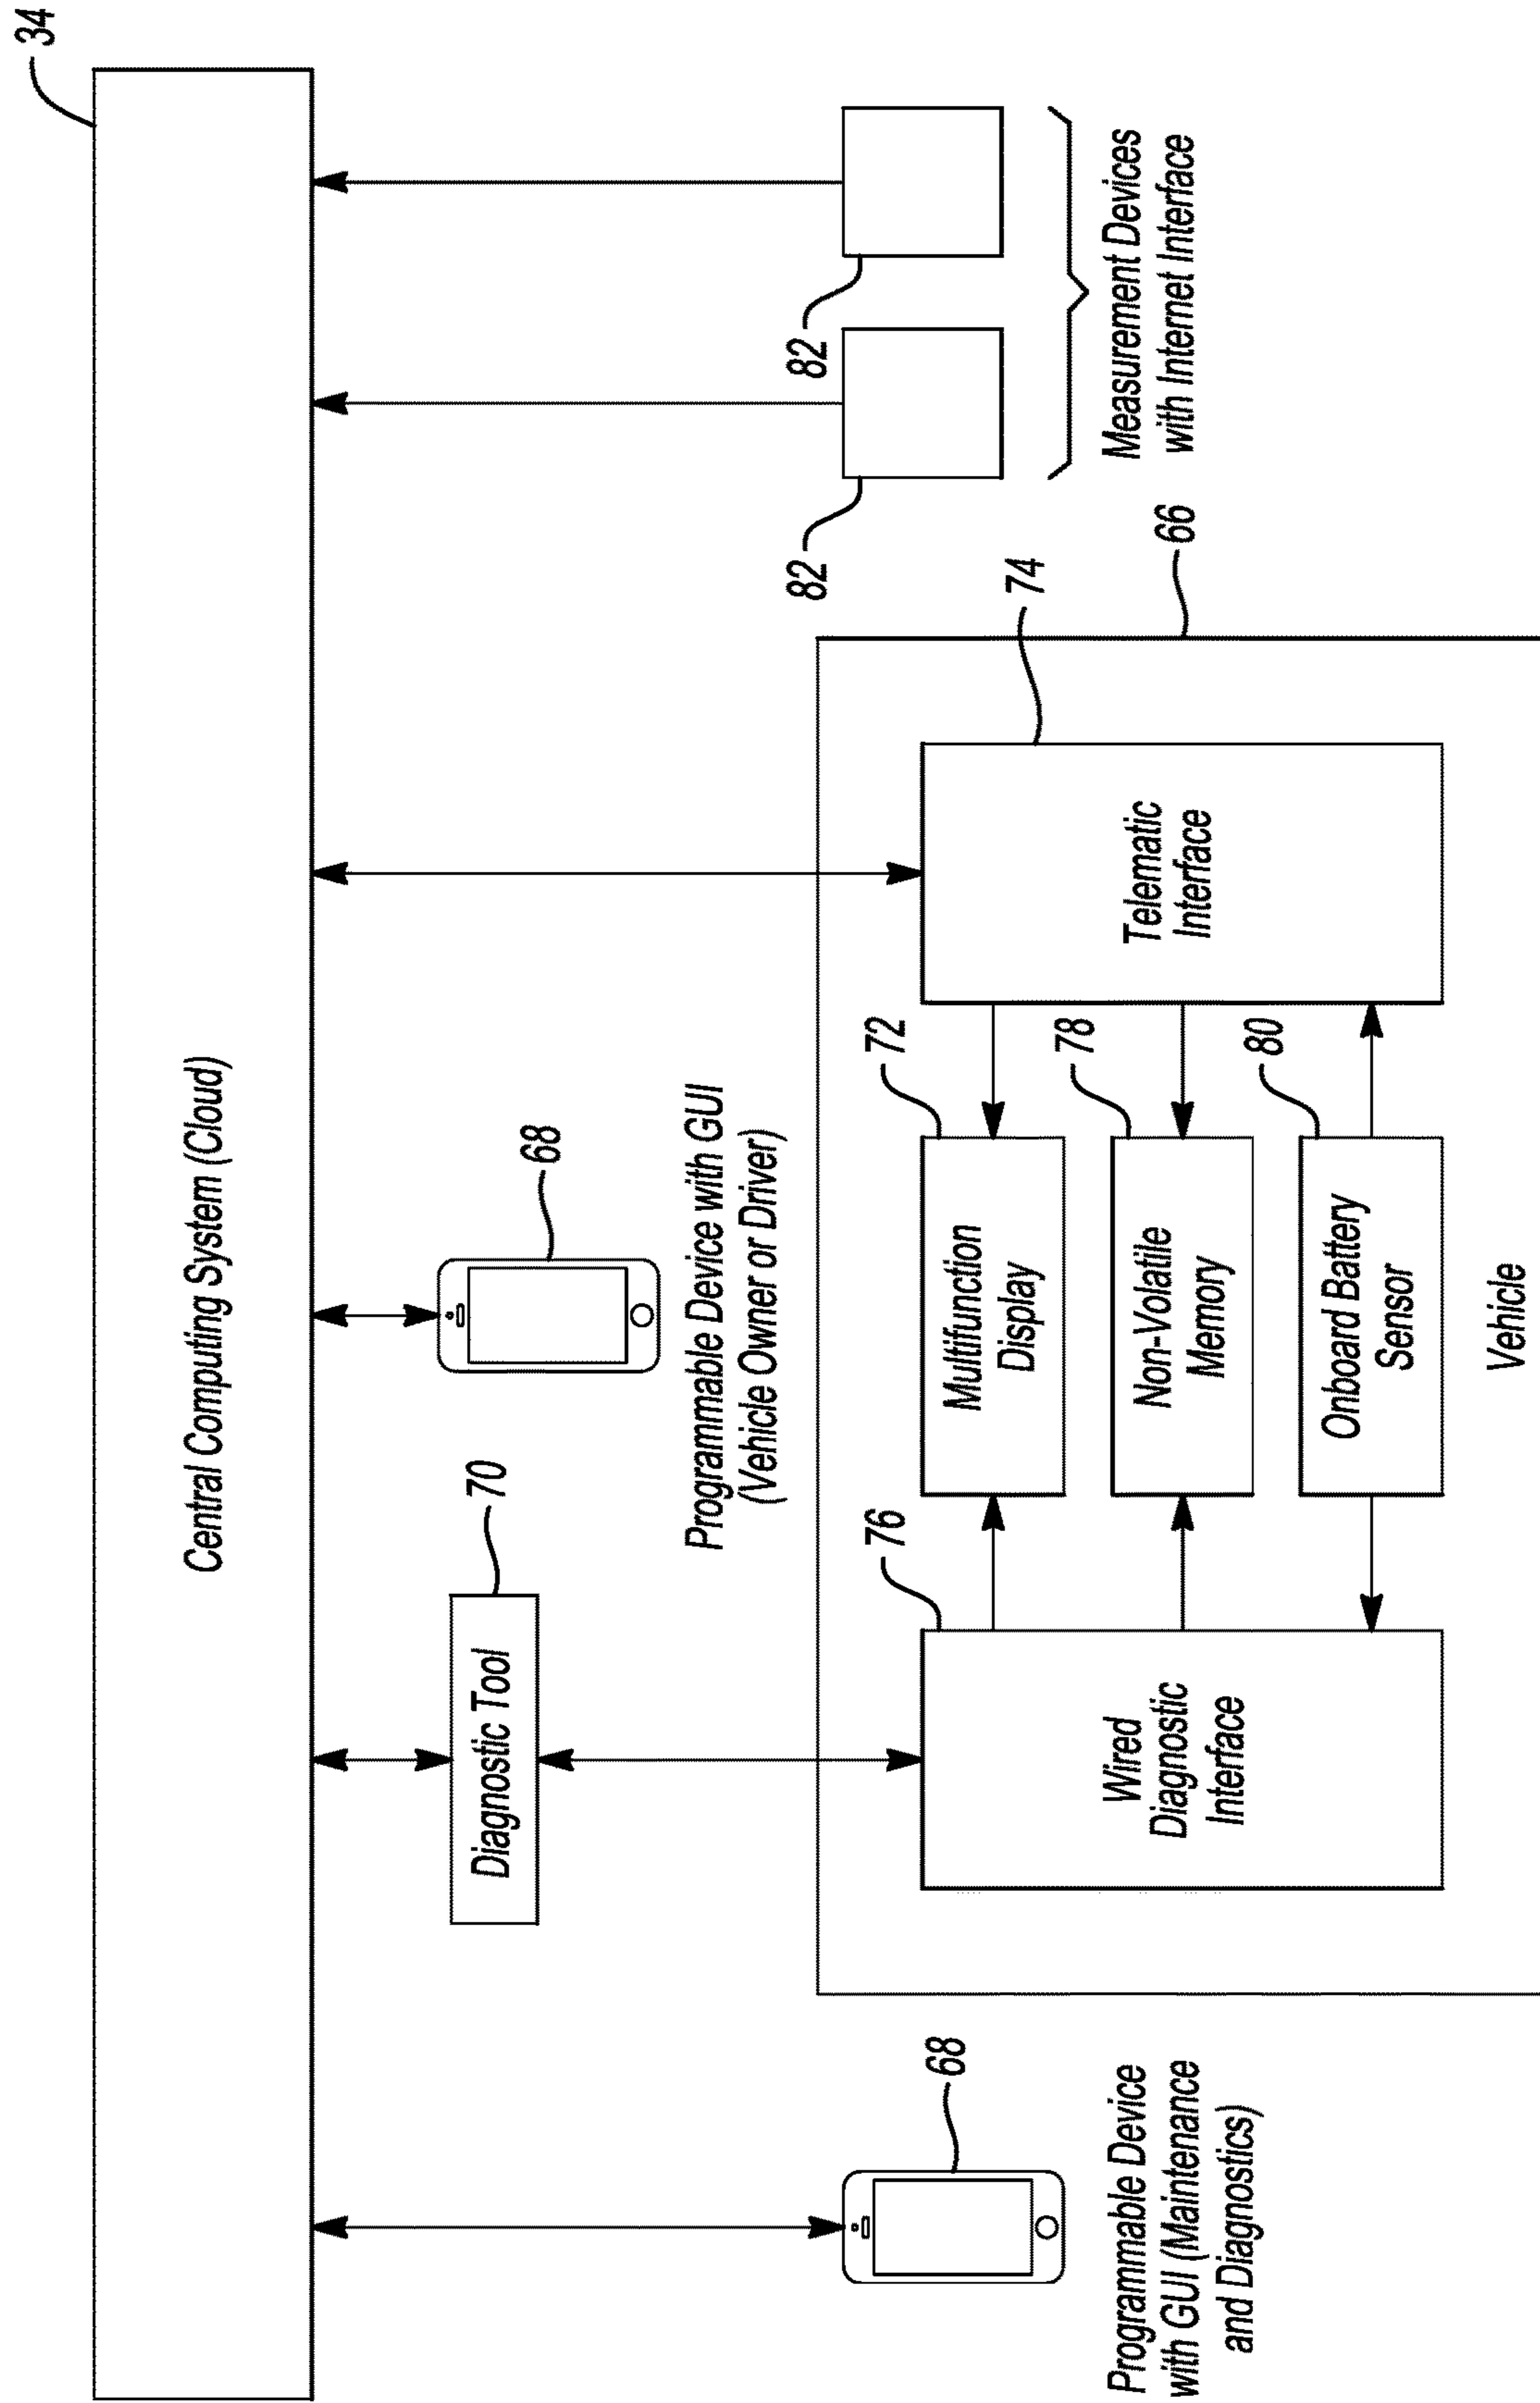 34
Central Computing System (Cloud)
70
Diagnostic Tool
68
Programmable Device with GUI
(Vehicle Owner or Driver)
68
Programmable Device
with GUI (Maintenance
and Diagnostics)
82
82
Measurement Devices
with Internet Interface
66
76
Wired
Diagnostic
Interface
72
Multifunction
Display
78
Non-Volatile
Memory
80
Onboard Battery
Sensor
74
Telematic
Interface
Vehicle